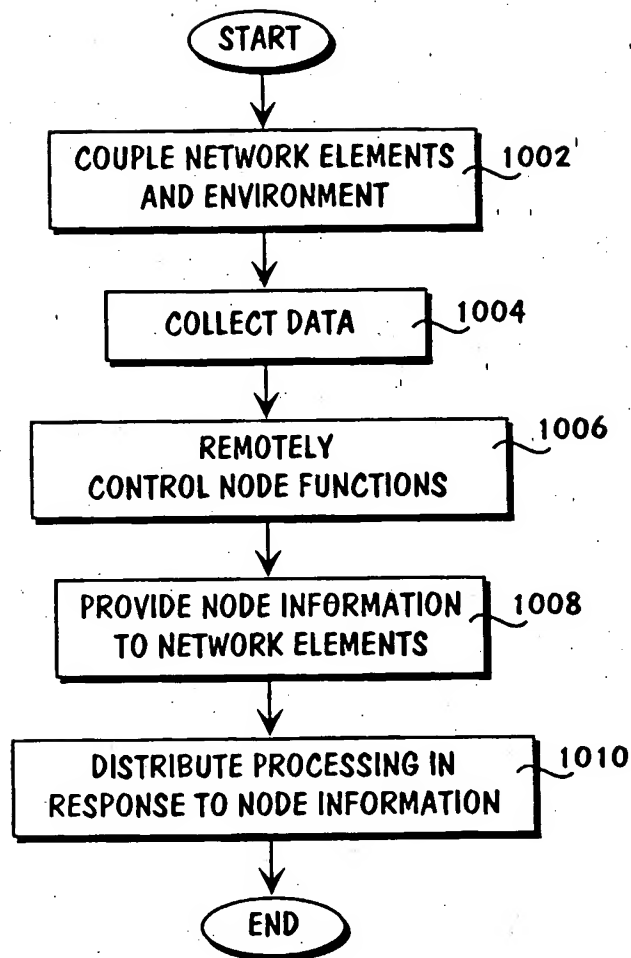 START
COUPLE NETWORK ELEMENTS
AND ENVIRONMENT
1002
COLLECT DATA
1004
REMOTELY
CONTROL NODE FUNCTIONS
1006
PROVIDE NODE INFORMATION
TO NETWORK ELEMENTS
1008
DISTRIBUTE PROCESSING IN
RESPONSE TO NODE INFORMATION
1010
END